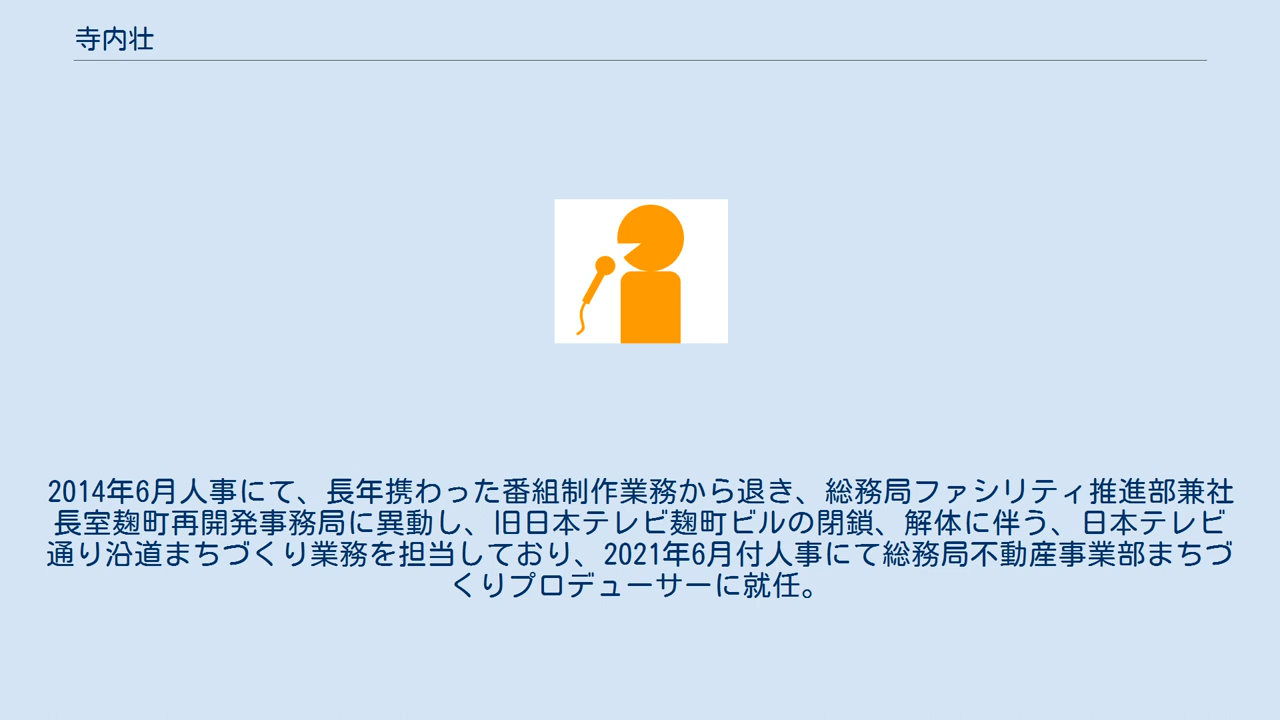 寺内壮
2014年6月人事にて、長年携わった番組制作業務から退き、総務局ファシリティ推進部兼社
長室麹町再開発事務局に異動し、旧日本テレビ麹町ビルの閉鎖、解体に伴う、日本テレビ
通り沿道まちづくり業務を担当しており、2021年6月付人事にて総務局不動産事業部まちづ
くりプロデューサーに就任。